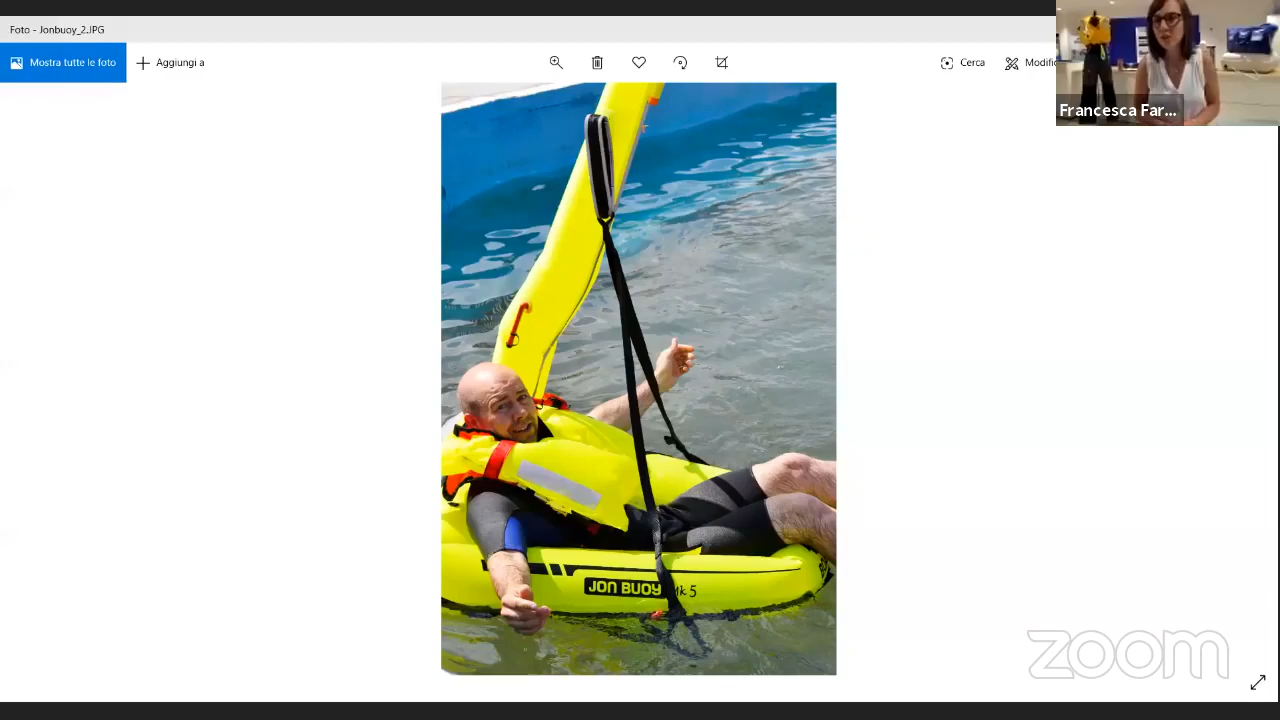 Foto - Jonbuoy_2.JPG
Mostra tutte le foto
Aggiungi a
Cerca
Modific
Francesca Far...
JON BUOY Mk 5
zoom